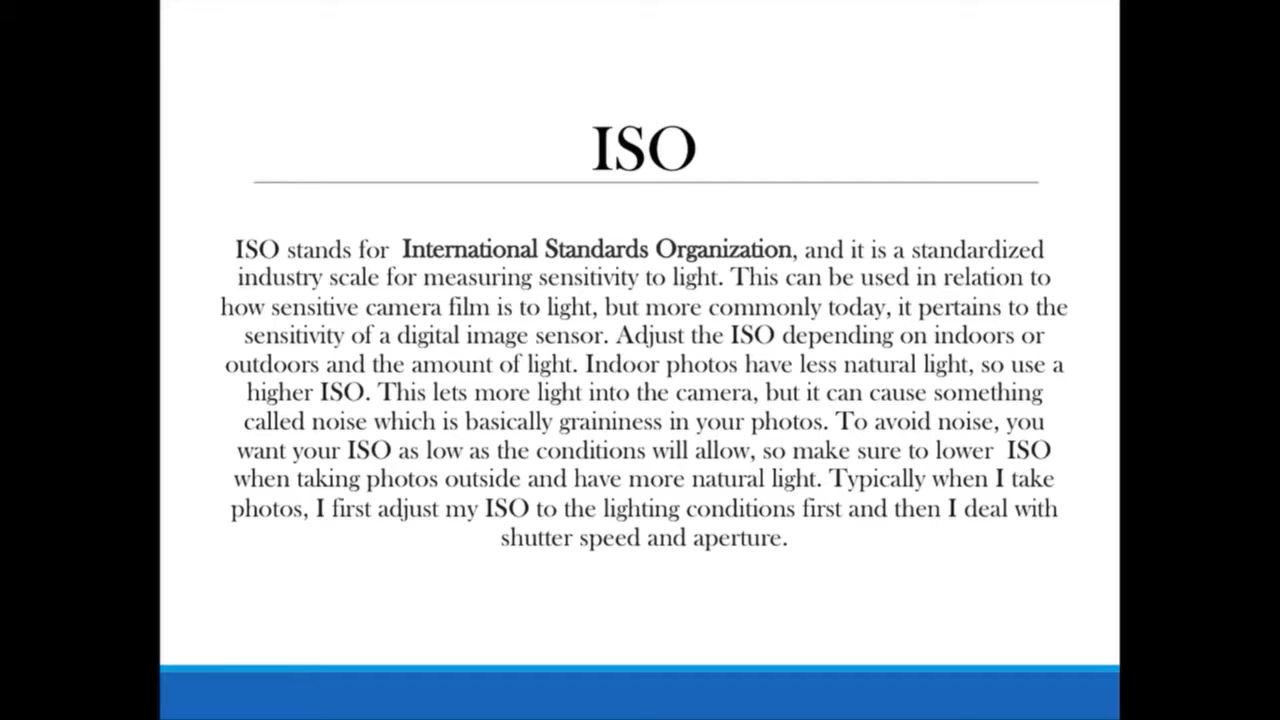 ISO
ISO stands for International Standards Organization, and it is a standardized
industry scale for measuring sensitivity to light. This can be used in relation to
how sensitive camera film is to light, but more commonly today, it pertains to the
sensitivity of a digital image sensor. Adjust the ISO depending on indoors or
outdoors and the amount of light. Indoor photos have less natural light, so use a
higher ISO. This lets more light into the camera, but it can cause something
called noise which is basically graininess in your photos. To avoid noise, you
want your ISO as low as the conditions will allow, so make sure to lower ISO
when taking photos outside and have more natural light. Typically when I take
photos, I first adjust my ISO to the lighting conditions first and then I deal with
shutter speed and aperture.